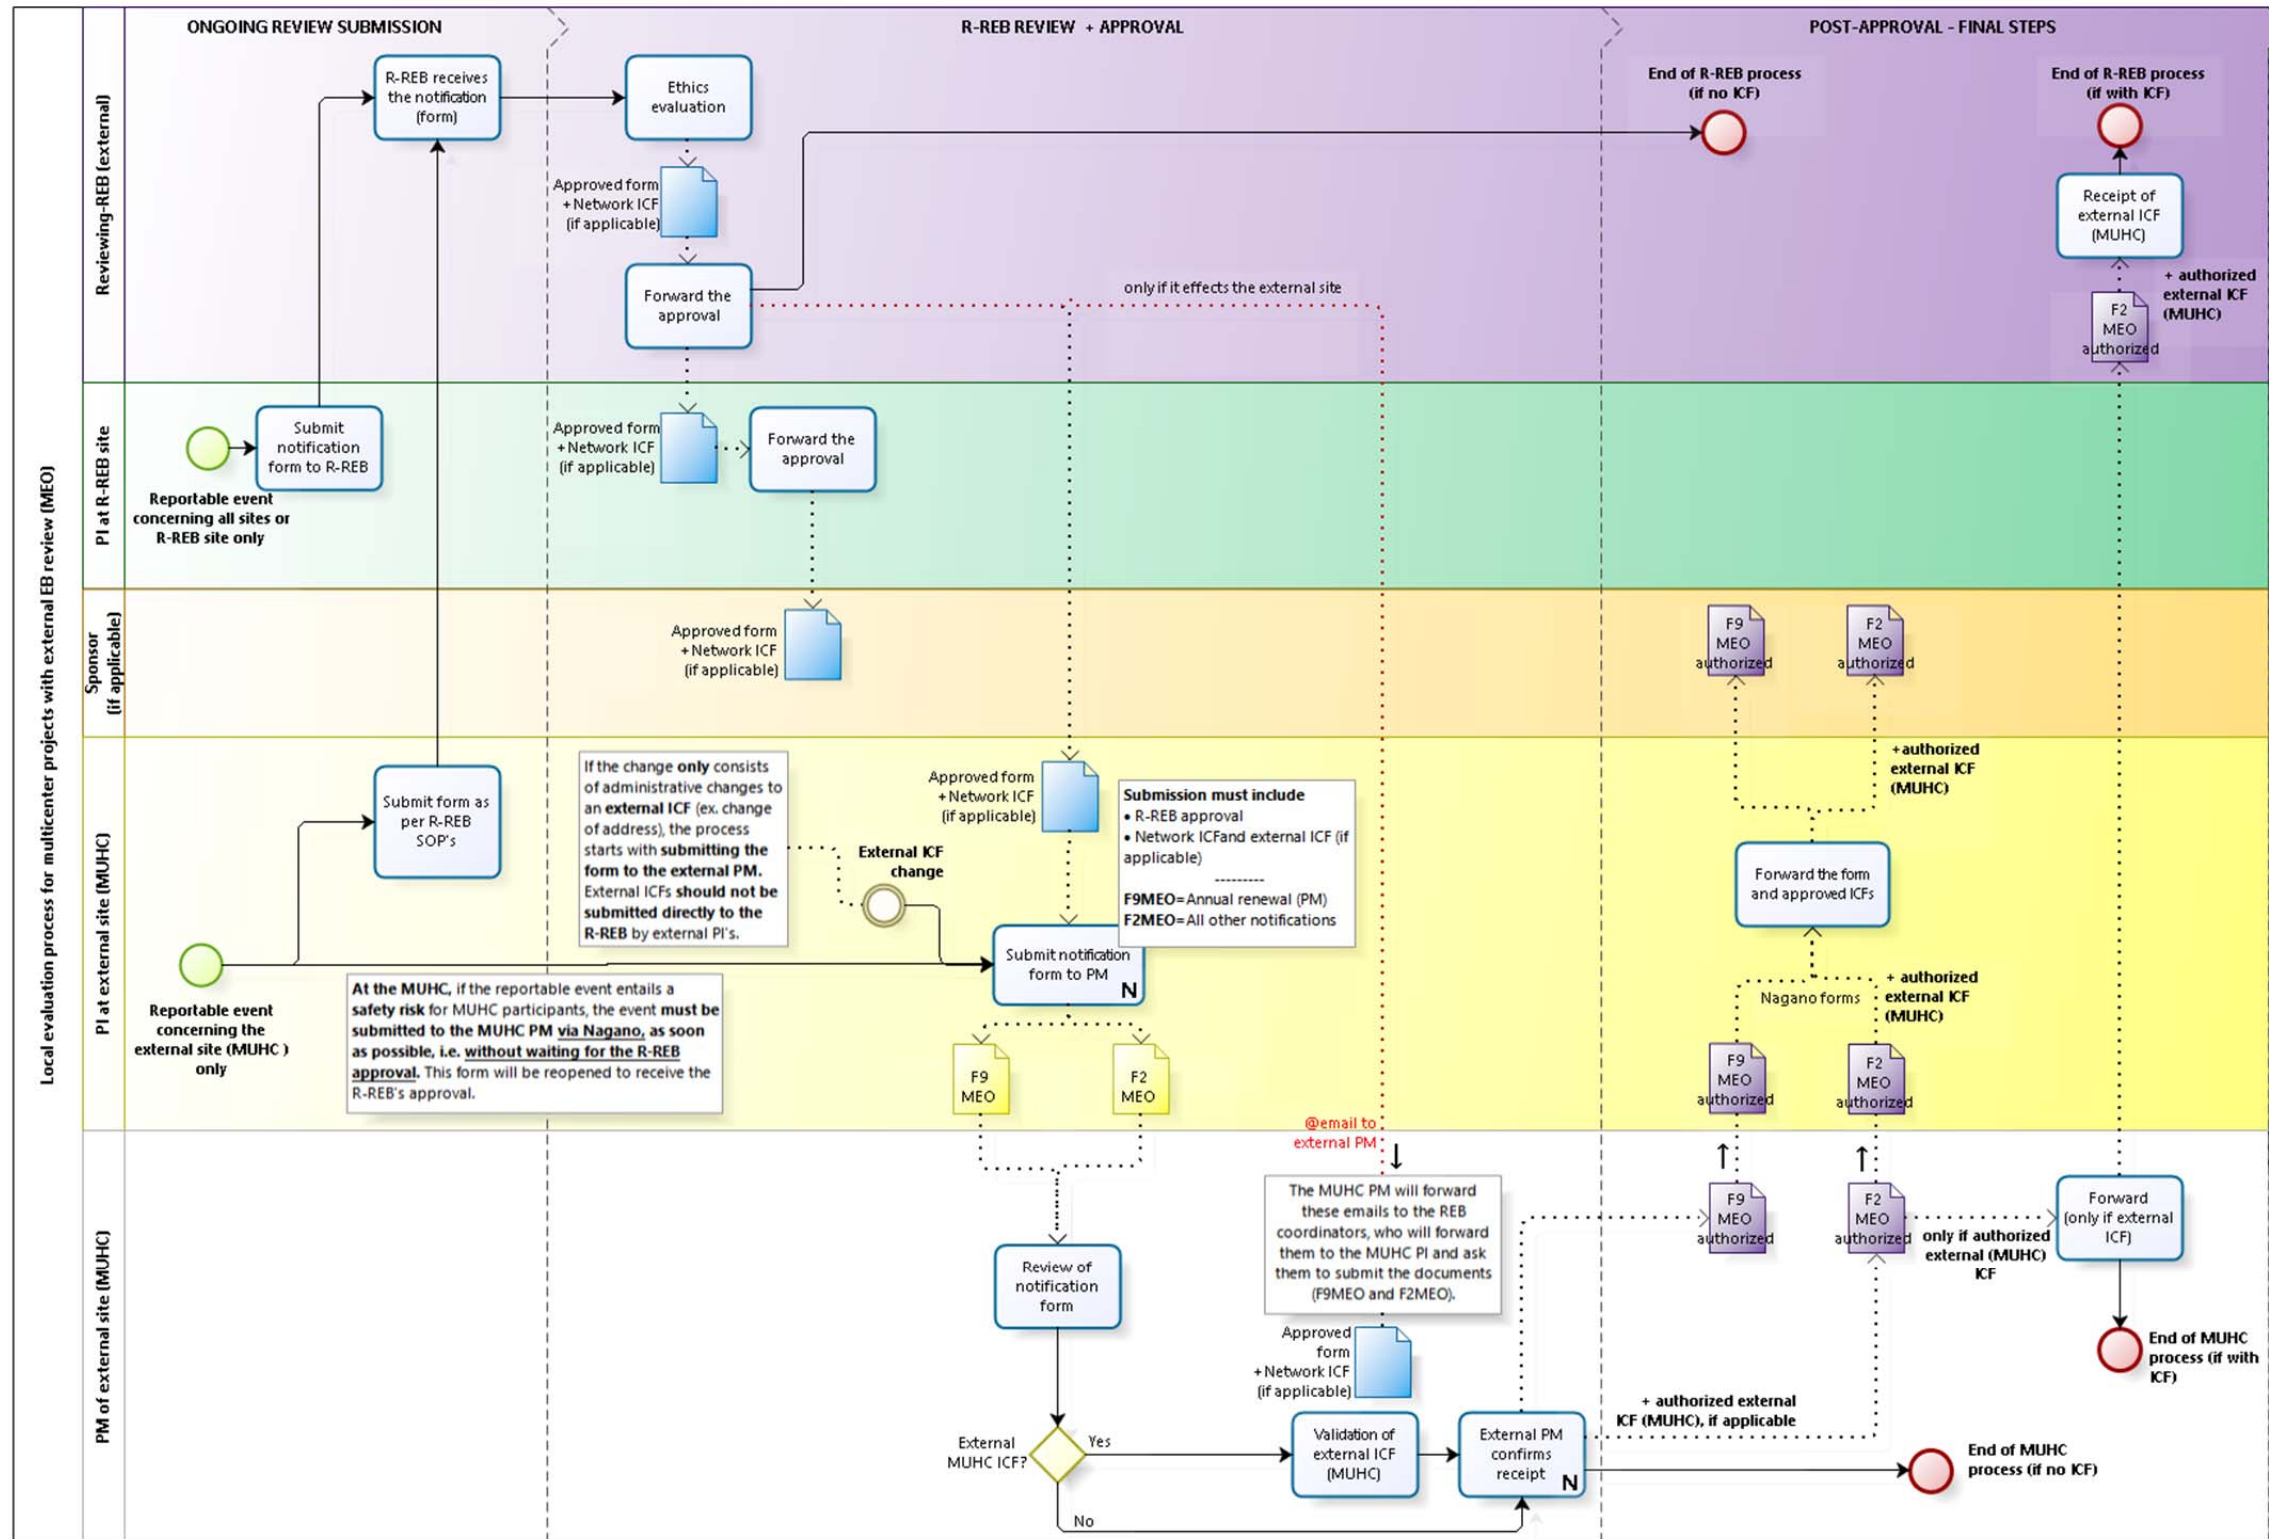 ONGOING REVIEW SUBMISSION
R-REB REVIEW + APPROVAL
POST-APPROVAL - FINAL STEPS
Local evaluation process for multicenter projects with external EB review (MEO)
Reviewing-REB (external)
R-REB receives
the notification
(form)
Ethics
evaluation
Approved form
+ Network ICF
(if applicable)
Forward the
approval
only if it effects the external site
End of R-REB process
(if no ICF)
End of R-REB process
(if with ICF)
Receipt of
external ICF
(MUHC)
+ authorized
external ICF
(MUHC)
F2
MEO
authorized
PI at R-REB site
Submit
notification
form to R-REB
Reportable event
concerning all sites or
R-REB site only
Approved form
+ Network ICF
(if applicable)
Forward the
approval
Sponsor
(if applicable)
Approved form
+ Network ICF
(if applicable)
F9
MEO
authorized
F2
MEO
authorized
PI at external site (MUHC)
Submit form as
per R-REB
SOP's
Reportable event
concerning the
external site (MUHC )
only
If the change only consists
of administrative changes to
an external ICF (ex. change
of address), the process
starts with submitting the
form to the external PM.
External ICFs should not be
submitted directly to the
R-REB by external PI's.
External ICF
change
At the MUHC, if the reportable event entails a
safety risk for MUHC participants, the event must be
submitted to the MUHC PM via Nagano, as soon
as possible, i.e. without waiting for the R-REB
approval. This form will be reopened to receive the
R-REB's approval.
Approved form
+ Network ICF
(if applicable)
Submission must include
• R-REB approval
• Network ICFand external ICF (if
applicable)
---------
F9MEO=Annual renewal (PM)
F2MEO=All other notifications
Submit notification
form to PM
N
F9
MEO
F2
MEO
@email to
external PM
+authorized
external ICF
(MUHC)
Forward the form
and approved ICFs
Nagano forms
+ authorized
external ICF
(MUHC)
F9
MEO
authorized
F2
MEO
authorized
PM of external site (MUHC)
Review of
notification
form
External
MUHC ICF?
Yes
No
The MUHC PM will forward
these emails to the REB
coordinators, who will forward
them to the MUHC PI and ask
them to submit the documents
(F9MEO and F2MEO).
Approved
form
+Network ICF
(if applicable)
Validation of
external ICF
(MUHC)
External PM
confirms
receipt
N
F9
MEO
authorized
F2
MEO
authorized
only if authorized
external (MUHC)
ICF
Forward
(only if external
ICF)
+ authorized external
ICF (MUHC), if applicable
End of MUHC
process (if with
ICF)
End of MUHC
process (if no ICF)